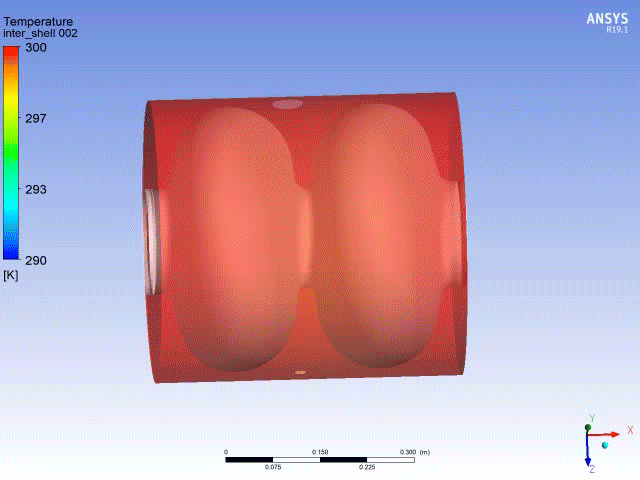 Temperature
inter_shell 002
300
297
293
290
[K]
ANSYS
R19.1
0
0.150
0.300 (m)
0.075
0.225
Y
X
Z